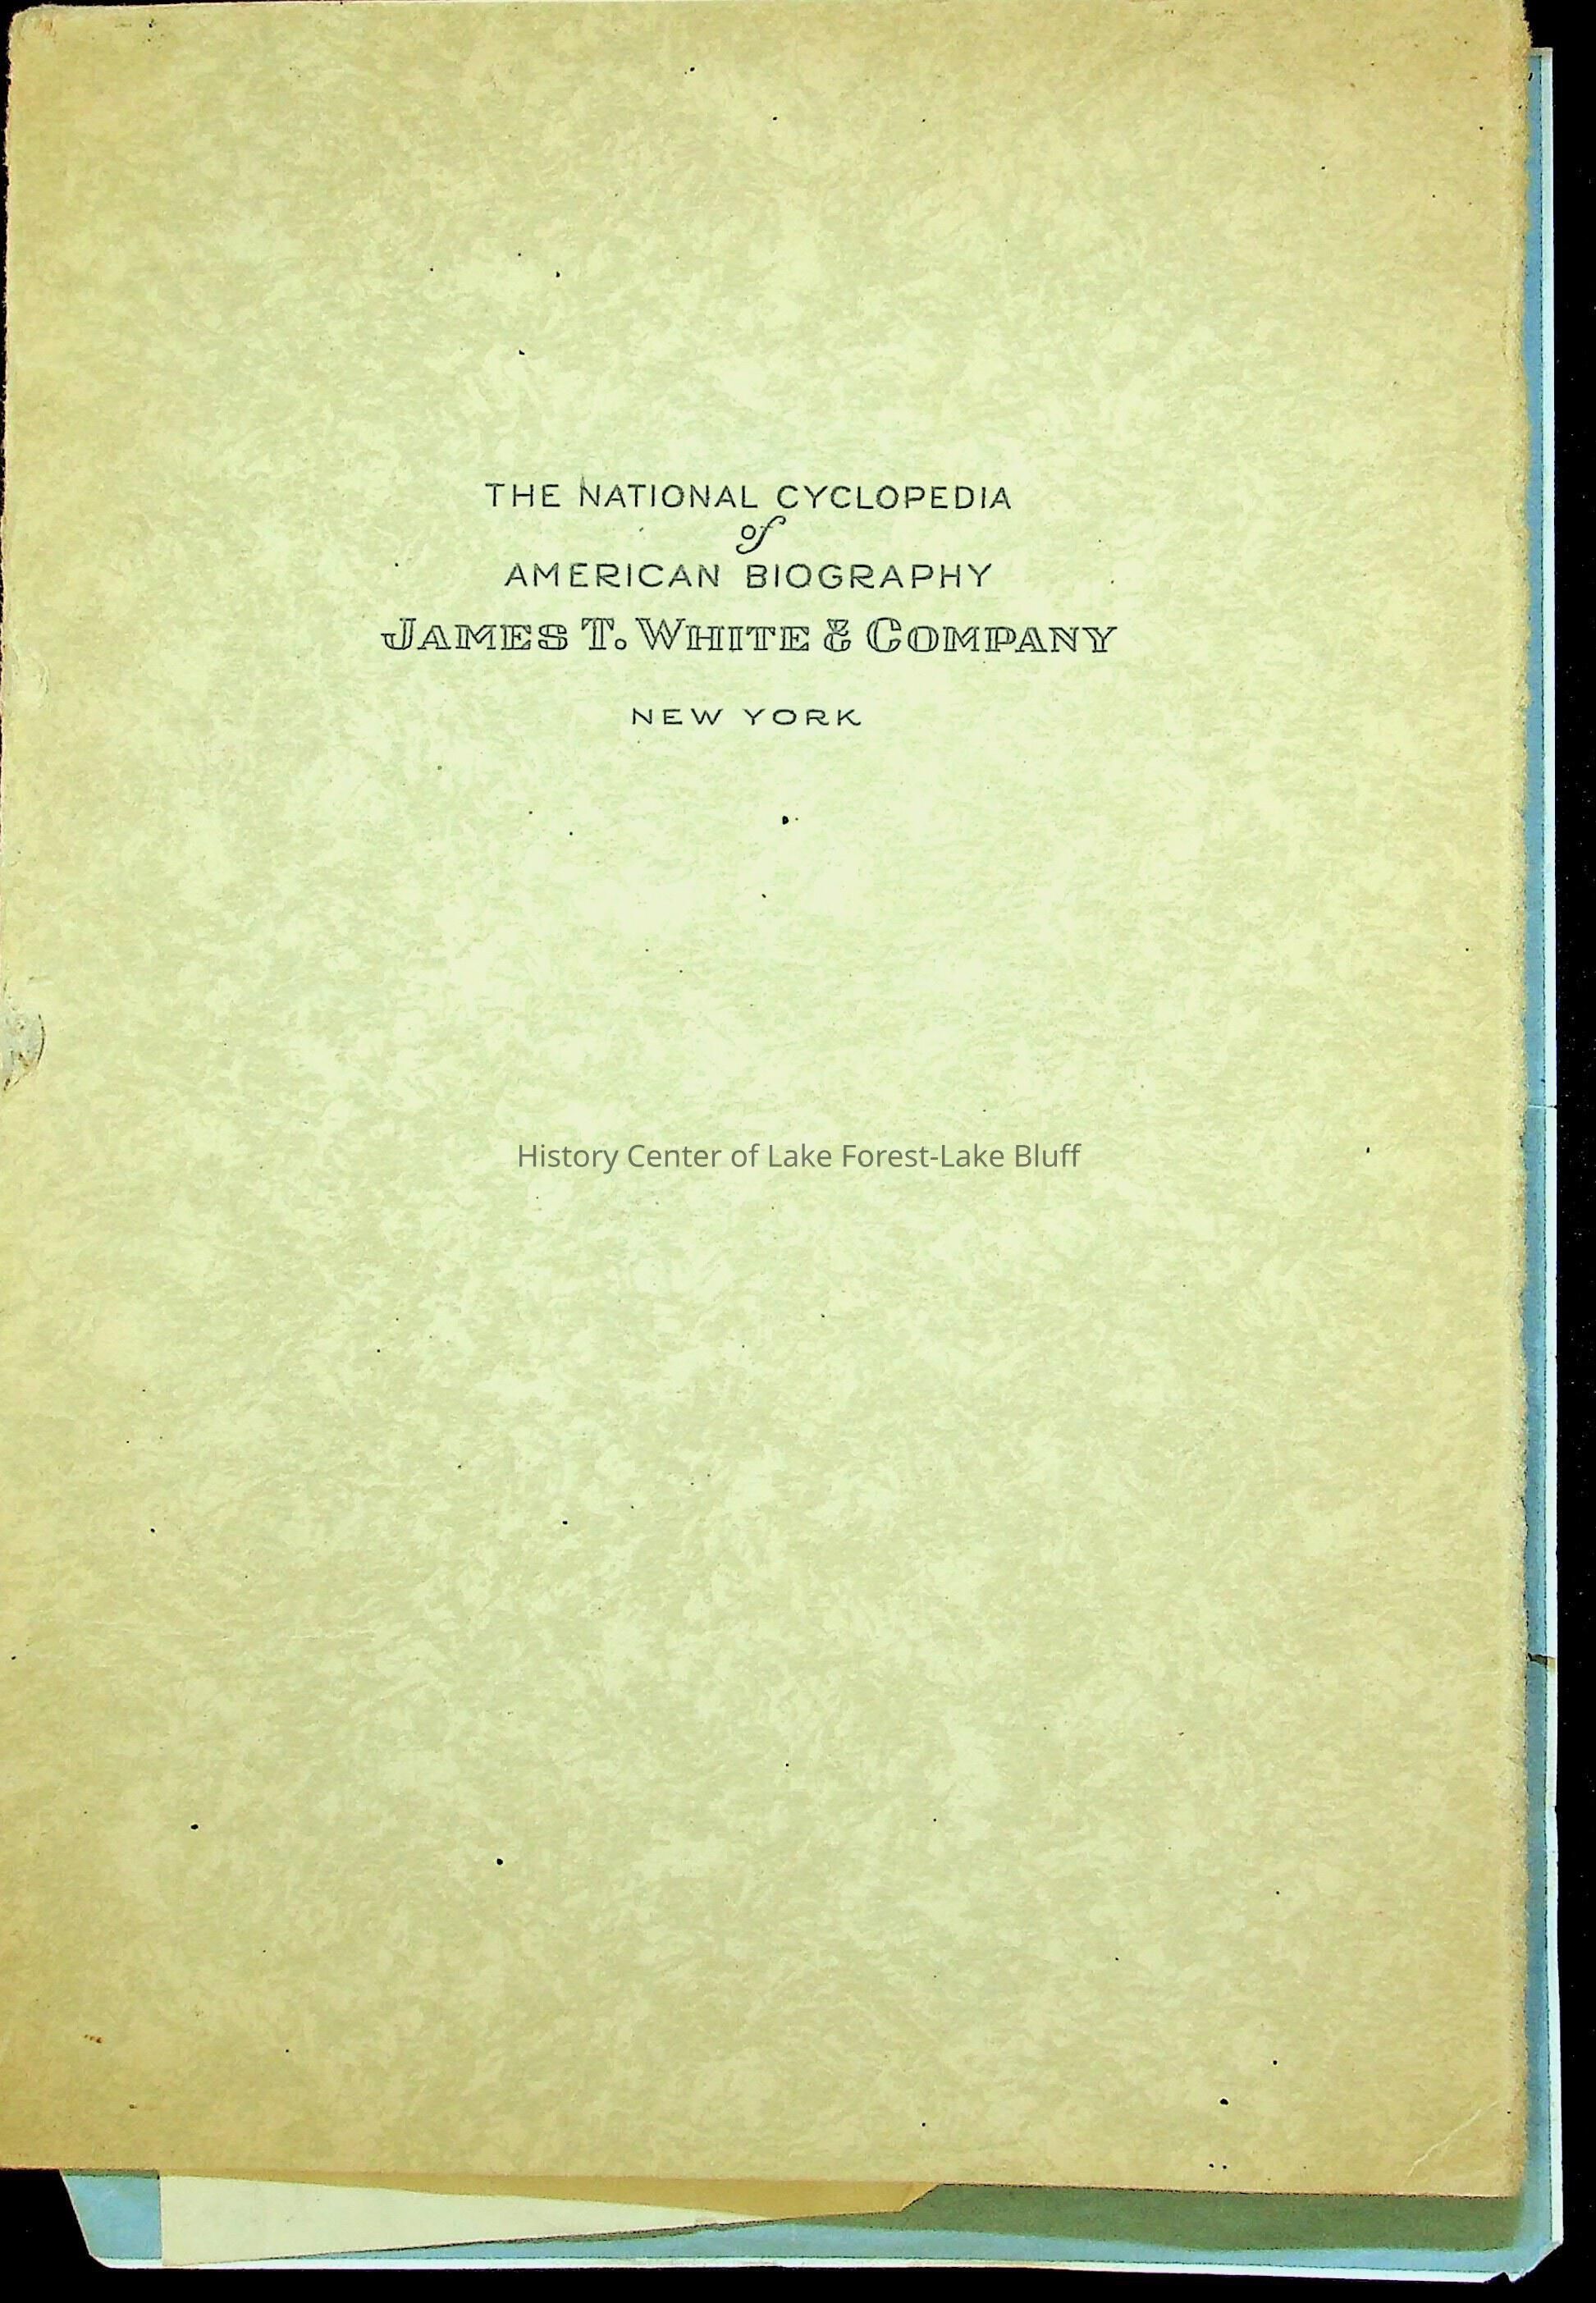 THE NATIONAL CYCLOPEDIA
of
AMERICAN BIOGRAPHY
JAMES T. WHITE & COMPANY
NEW YORK
History Center of Lake Forest-Lake Bluff